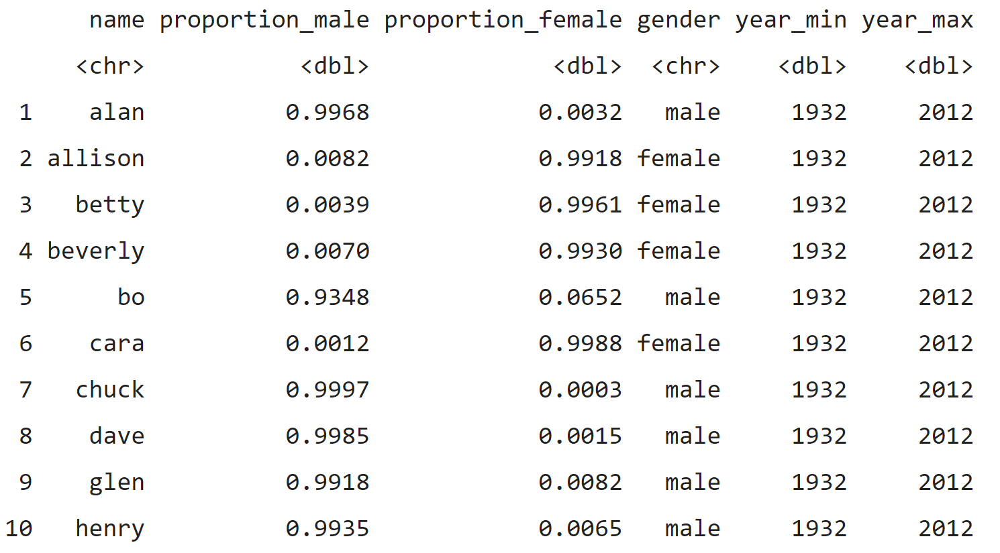 name proportion_male proportion_female gender year_min year_max
<chr> <dbl> <dbl> <chr> <dbl> <dbl>
1 alan 0.9968 0.0032 male 1932 2012
2 allison 0.0082 0.9918 female 1932 2012
3 betty 0.0039 0.9961 female 1932 2012
4 beverly 0.0070 0.9930 female 1932 2012
5 bo 0.9348 0.0652 male 1932 2012
6 cara 0.0012 0.9988 female 1932 2012
7 chuck 0.9997 0.0003 male 1932 2012
8 dave 0.9985 0.0015 male 1932 2012
9 glen 0.9918 0.0082 male 1932 2012
10 henry 0.9935 0.0065 male 1932 2012